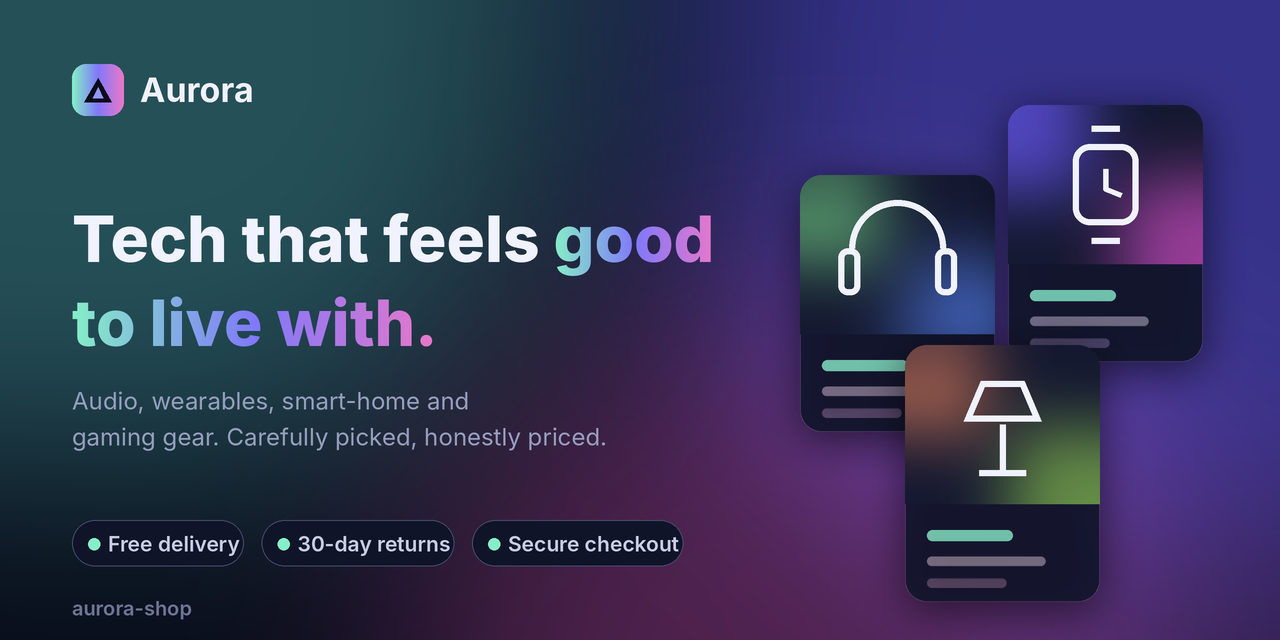 Aurora
Tech that feels good
to live with.
Audio, wearables, smart-home and
gaming gear. Carefully picked, honestly priced.
Free delivery
30-day returns
Secure checkout
aurora-shop